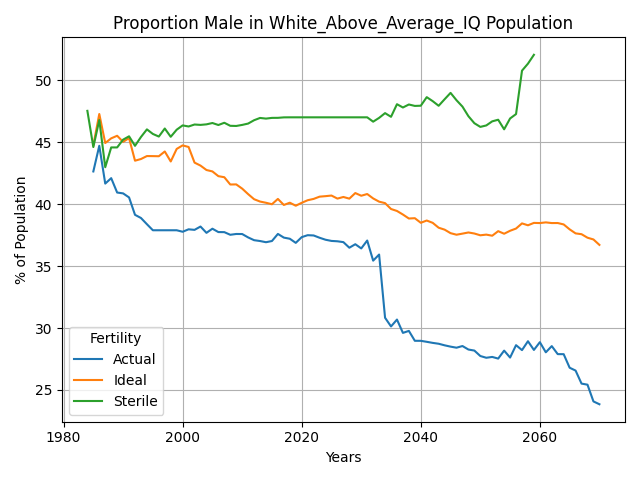 Proportion Male in White_Above_Average_IQ Population
% of Population
50
45
40
35
30
25
Fertility
Actual
Ideal
Sterile
1980
2000
2020
2040
2060
Years